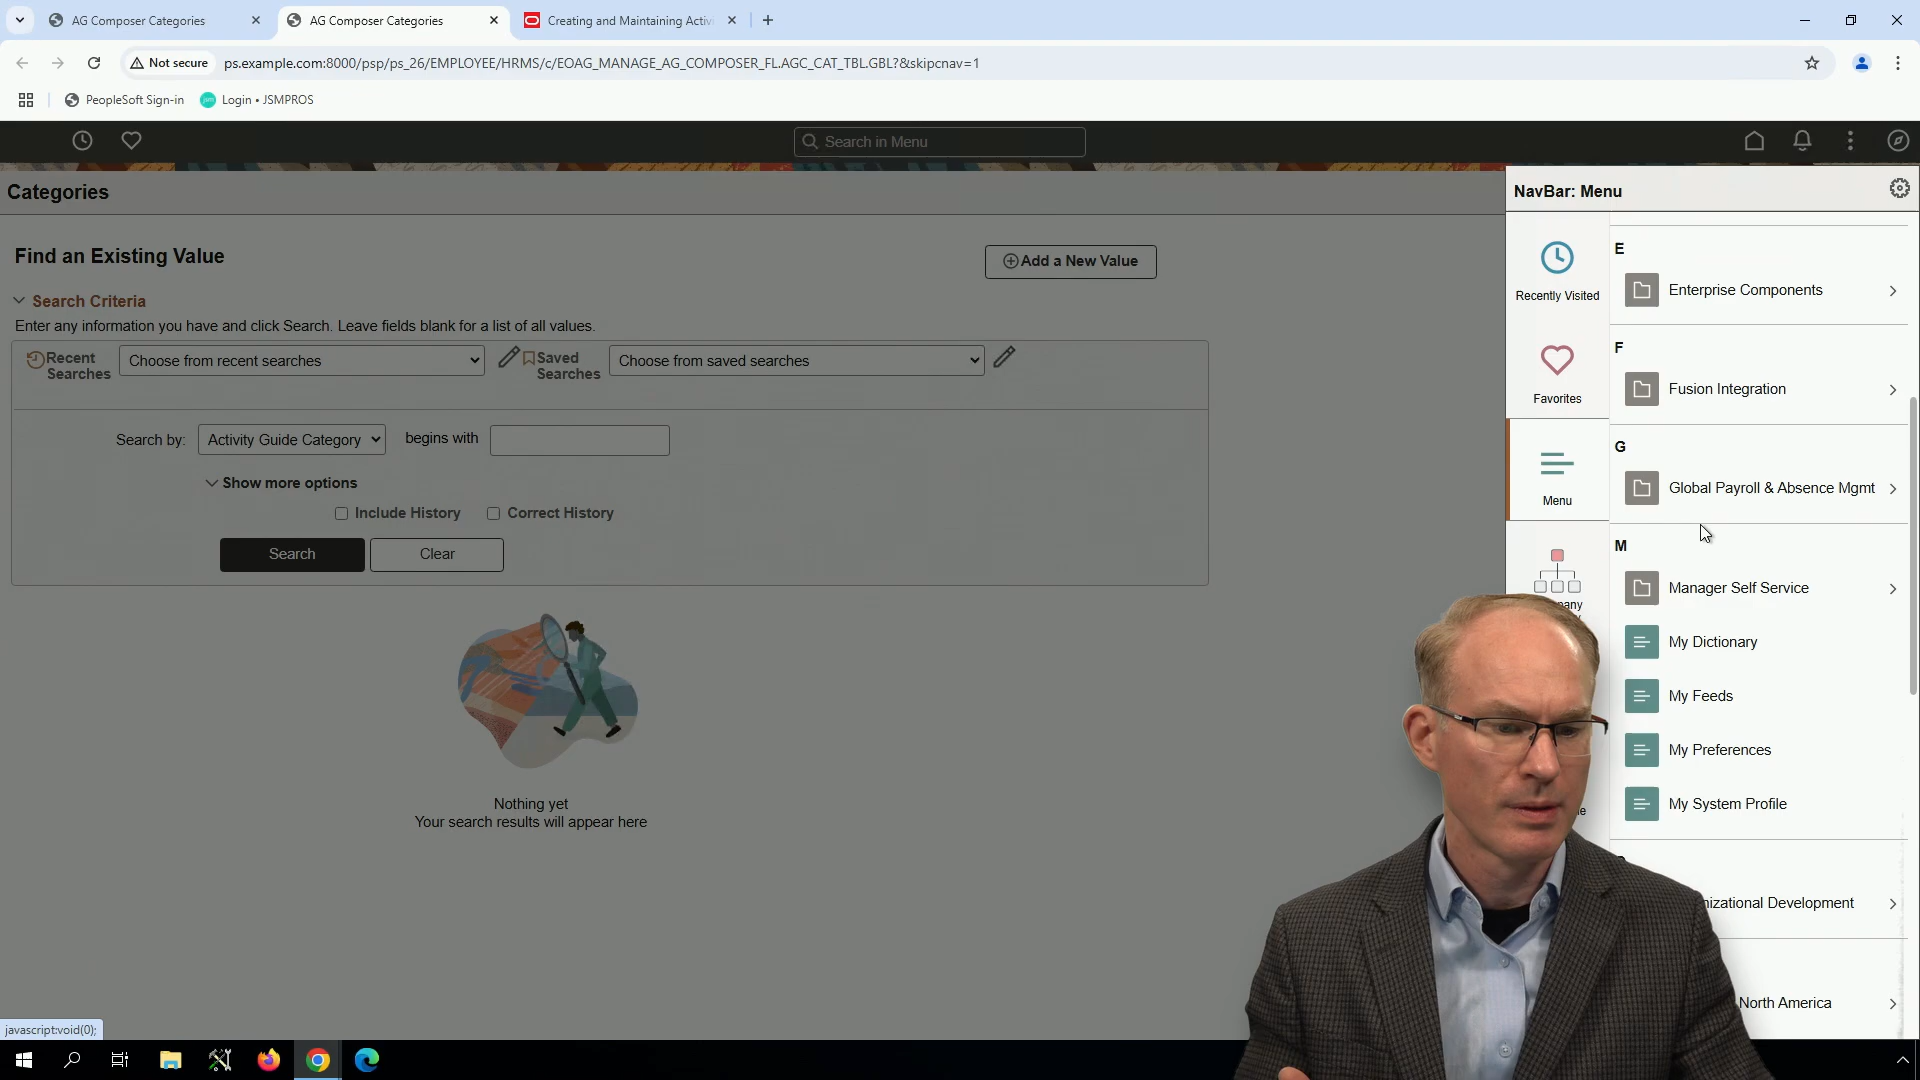 AG Composer Categories
AG Composer Categories
Creating and Maintaining Activi
Not secure
ps.example.com:8000/psp/ps_26/EMPLOYEE/HRMS/c/EOAG_MANAGE_AG_COMPOSER_FL.AGC_CAT_TBL.GBL?&skipcnav=1
PeopleSoft Sign-in
Login • JSMPROS
Search in Menu
Categories
Find an Existing Value
Add a New Value
Search Criteria
Enter any information you have and click Search. Leave fields blank for a list of all values.
Recent Searches
Choose from recent searches
Saved Searches
Choose from saved searches
Search by:
Activity Guide Category
begins with
Show more options
Include History
Correct History
Search
Clear
Nothing yet
Your search results will appear here
NavBar: Menu
Recently Visited
Favorites
Menu
E
Enterprise Components
F
Fusion Integration
G
Global Payroll & Absence Mgmt
M
Manager Self Service
My Dictionary
My Feeds
My Preferences
My System Profile
nizational Development
North America
javascript:void(0);